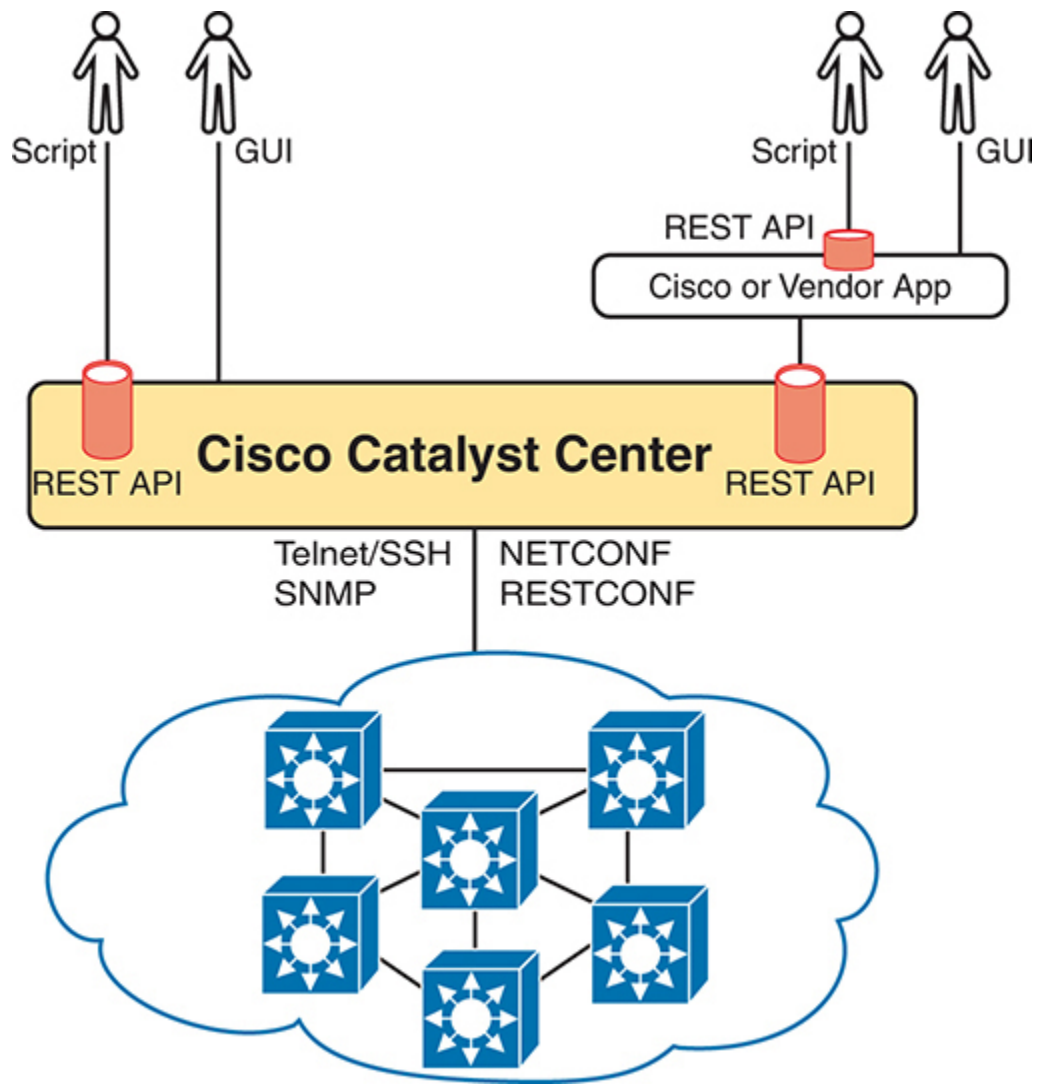 Script
GUI
Script
GUI
REST API
Cisco or Vendor App
Cisco Catalyst Center
REST API
REST API
Telnet/SSH
SNMP
NETCONF
RESTCONF